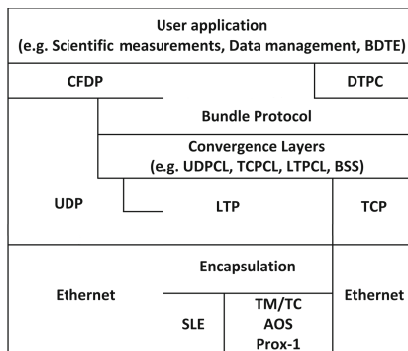 User application
(e.g. Scientific measurements, Data management, BDTE)
CFDP
DTPC
Bundle Protocol
Convergence Layers
(e.g. UDPCL, TCPCL, LTPCL, BSS)
UDP
LTP
TCP
Encapsulation
Ethernet
Ethernet
SLE
TM/TC
AOS
Prox-1